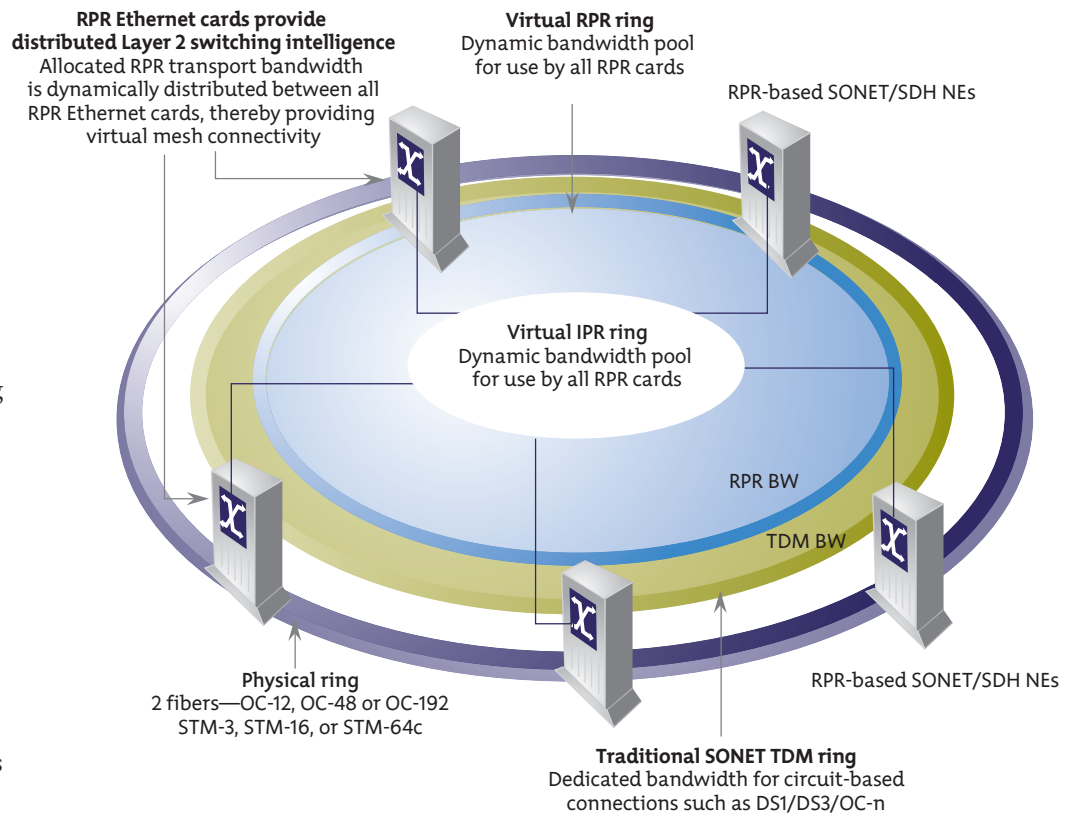 RPR Ethernet cards provide
distributed Layer 2 switching intelligence
Allocated RPR transport bandwidth
is dynamically distributed between all
RPR Ethernet cards, thereby providing
virtual mesh connectivity
Virtual RPR ring
Dynamic bandwidth pool
for use by all RPR cards
RPR-based SONET/SDH NEs
Virtual IPR ring
Dynamic bandwidth pool
for use by all RPR cards
RPR BW
TDM BW
Physical ring
2 fibers—OC-12, OC-48 or OC-192
STM-3, STM-16, or STM-64c
RPR-based SONET/SDH NEs
Traditional SONET TDM ring
Dedicated bandwidth for circuit-based
connections such as DS1/DS3/OC-n